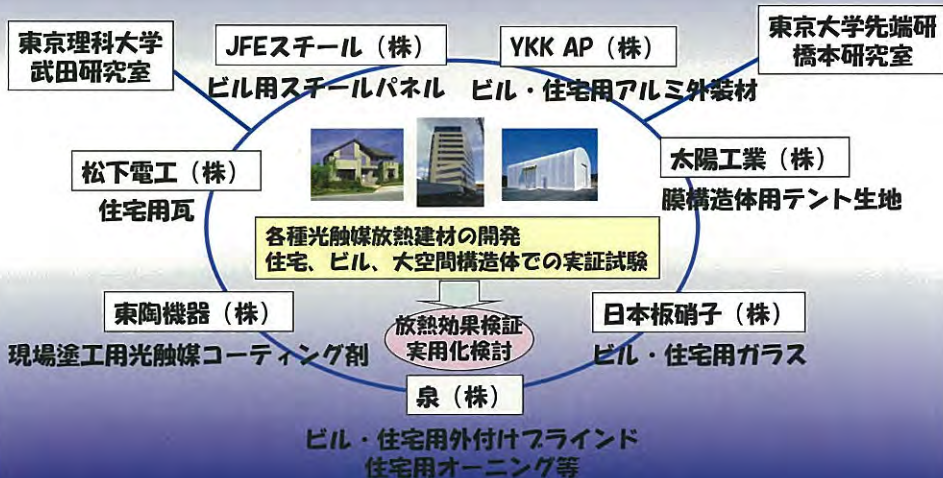 東京理科大学
武田研究室
JFEスチール（株）
ビル用スチールパネル
YKK AP（株）
ビル・住宅用アルミ外装材
東京大学先端研
橋本研究室
松下電工（株）
住宅用瓦
太陽工業（株）
膜構造体用テント生地
各種光触媒放熱建材の開発
住宅、ビル、大空間構造体での実証試験
東陶機器（株）
現場塗工用光触媒コーティング剤
放熱効果検証
実用化検討
日本板硝子（株）
ビル・住宅用ガラス
泉（株）
ビル・住宅用外付けブラインド
住宅用オーニング等